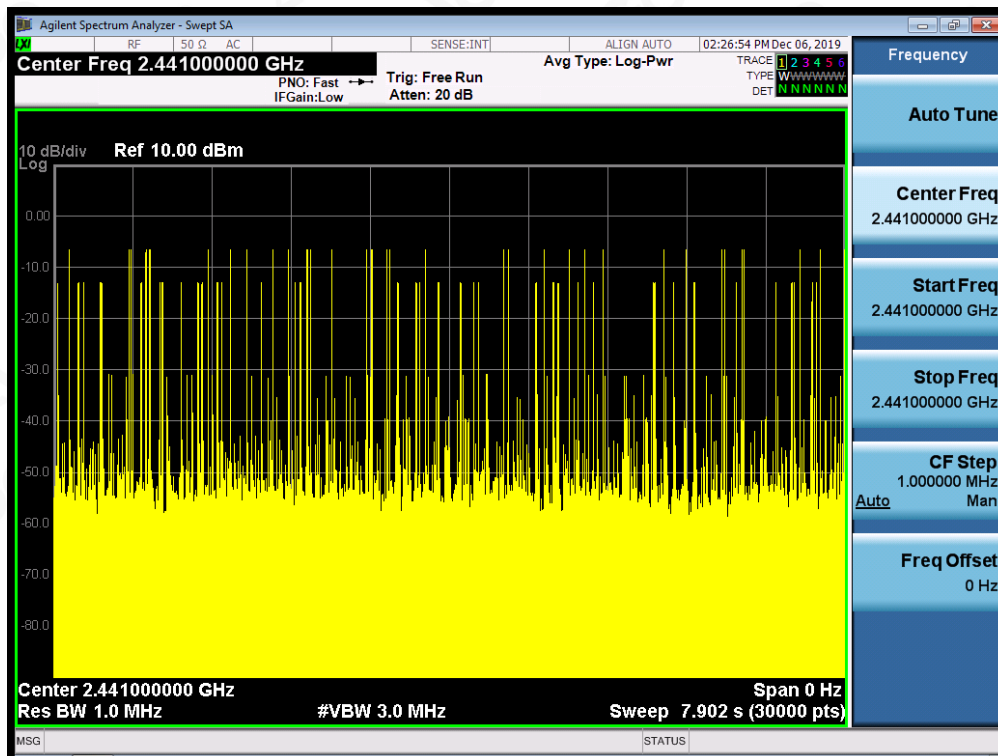 Agilent Spectrum Analyzer - Swept SA
LXI RF 50 Ω AC SENSE:INT ALIGN AUTO 02:26:54 PM Dec 06, 2019
Center Freq 2.441000000 GHz
PNO: Fast
IFGain:Low
Trig: Free Run
Atten: 20 dB
Avg Type: Log-Pwr
TRACE 1 2 3 4 5 6
TYPE WWWWWW
DET N N N N N N
10 dB/div Ref 10.00 dBm
Log
0.00
-10.0
-20.0
-30.0
-40.0
-50.0
-60.0
-70.0
-80.0
Center 2.441000000 GHz Span 0 Hz
Res BW 1.0 MHz #VBW 3.0 MHz Sweep 7.902 s (30000 pts)
MSG STATUS
Frequency
Auto Tune
Center Freq
2.441000000 GHz
Start Freq
2.441000000 GHz
Stop Freq
2.441000000 GHz
CF Step
1.000000 MHz
Auto Man
Freq Offset
0 Hz